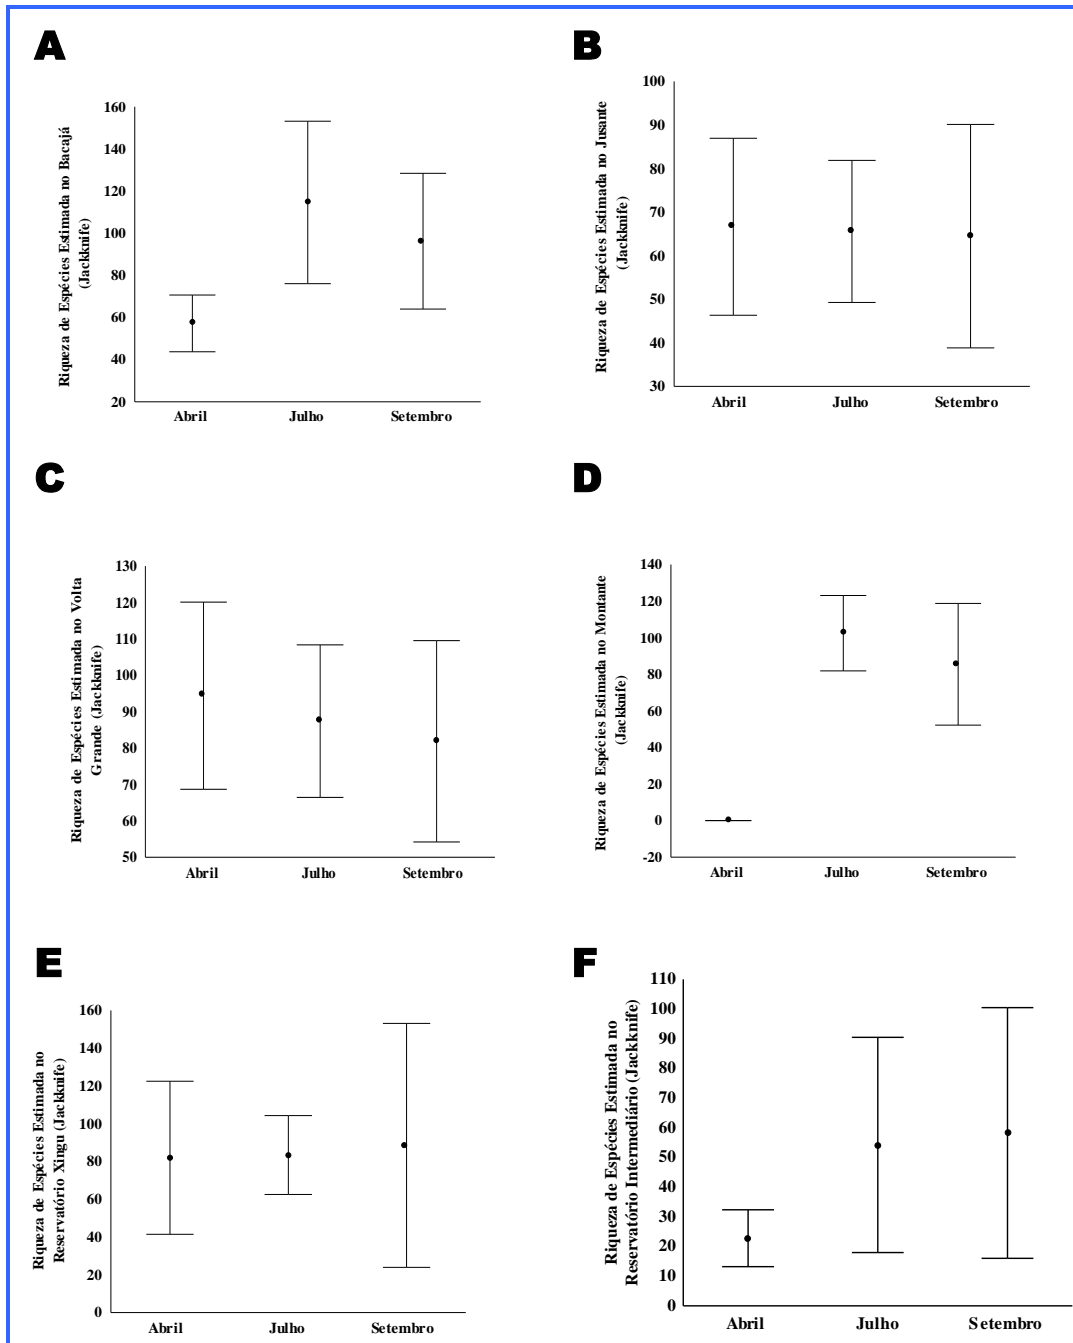 A
Riqueza de Espécies Estimada no Bacajá
(Jackknife)
160
140
120
100
80
60
40
20
Abril Julho Setembro
B
Riqueza de Espécies Estimada no Jusante
(Jackknife)
100
90
80
70
60
50
40
30
Abril Julho Setembro
C
Riqueza de Espécies Estimada no Volta
Grande (Jackknife)
130
120
110
100
90
80
70
60
50
Abril Julho Setembro
D
Riqueza de Espécies Estimada no Montante
(Jackknife)
140
120
100
80
60
40
20
0
-20
Abril Julho Setembro
E
Riqueza de Espécies Estimada no
Reservatório Xingu (Jackknife)
160
140
120
100
80
60
40
20
0
Abril Julho Setembro
F
Riqueza de Espécies Estimada no
Reservatório Intermediário (Jackknife)
110
100
90
80
70
60
50
40
30
20
10
0
Abril Julho Setembro